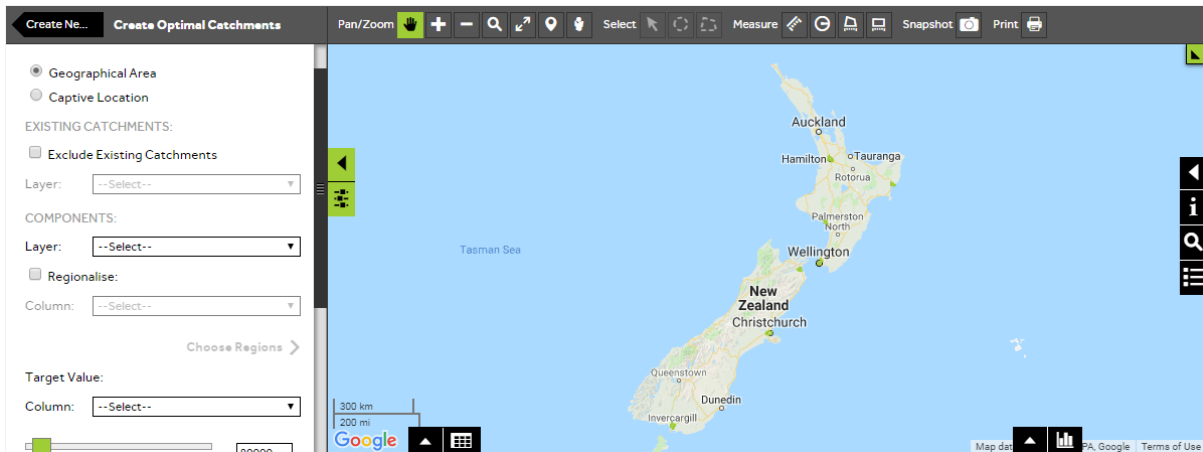 Create Ne...
Create Optimal Catchments
Pan/Zoom
Select
Measure
Snapshot
Print
Geographical Area
Captive Location
EXISTING CATCHMENTS:
Exclude Existing Catchments
Layer: --Select--
COMPONENTS:
Layer: --Select--
Regionalise:
Column: --Select--
Choose Regions
Target Value:
Column: --Select--
Auckland
Hamilton
Tauranga
Rotorua
Palmerston
North
Tasman Sea
Wellington
New
Zealand
Christchurch
Queenstown
Dunedin
Invercargill
300 km
200 mi
Google
Map dat
PA, Google
Terms of Use